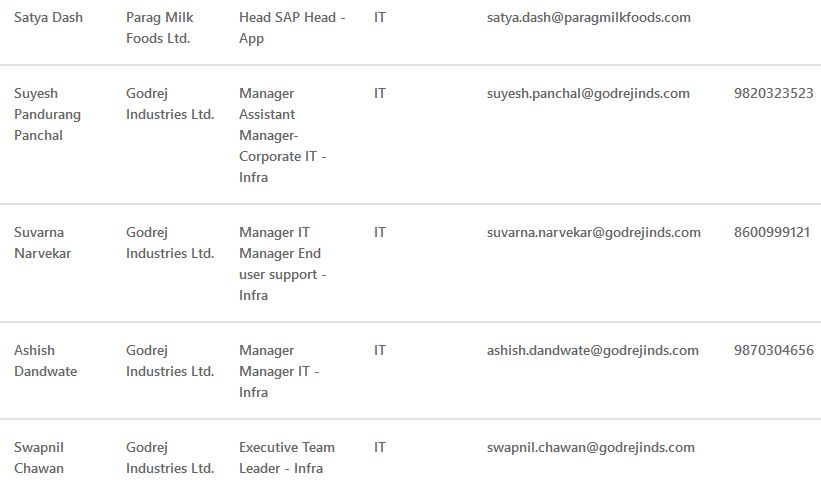 Satya Dash
Parag Milk
Foods Ltd.
Head SAP Head -
App
IT
satya.dash@paragmilkfoods.com
Suyesh
Pandurang
Panchal
Godrej
Industries Ltd.
Manager
Assistant
Manager-
Corporate IT -
Infra
IT
suyesh.panchal@godrejinds.com
9820323523
Suvarna
Narvekar
Godrej
Industries Ltd.
Manager IT
Manager End
user support -
Infra
IT
suvarna.narvekar@godrejinds.com
8600999121
Ashish
Dandwate
Godrej
Industries Ltd.
Manager
Manager IT -
Infra
IT
ashish.dandwate@godrejinds.com
9870304656
Swapnil
Chawan
Godrej
Industries Ltd.
Executive Team
Leader - Infra
IT
swapnil.chawan@godrejinds.com